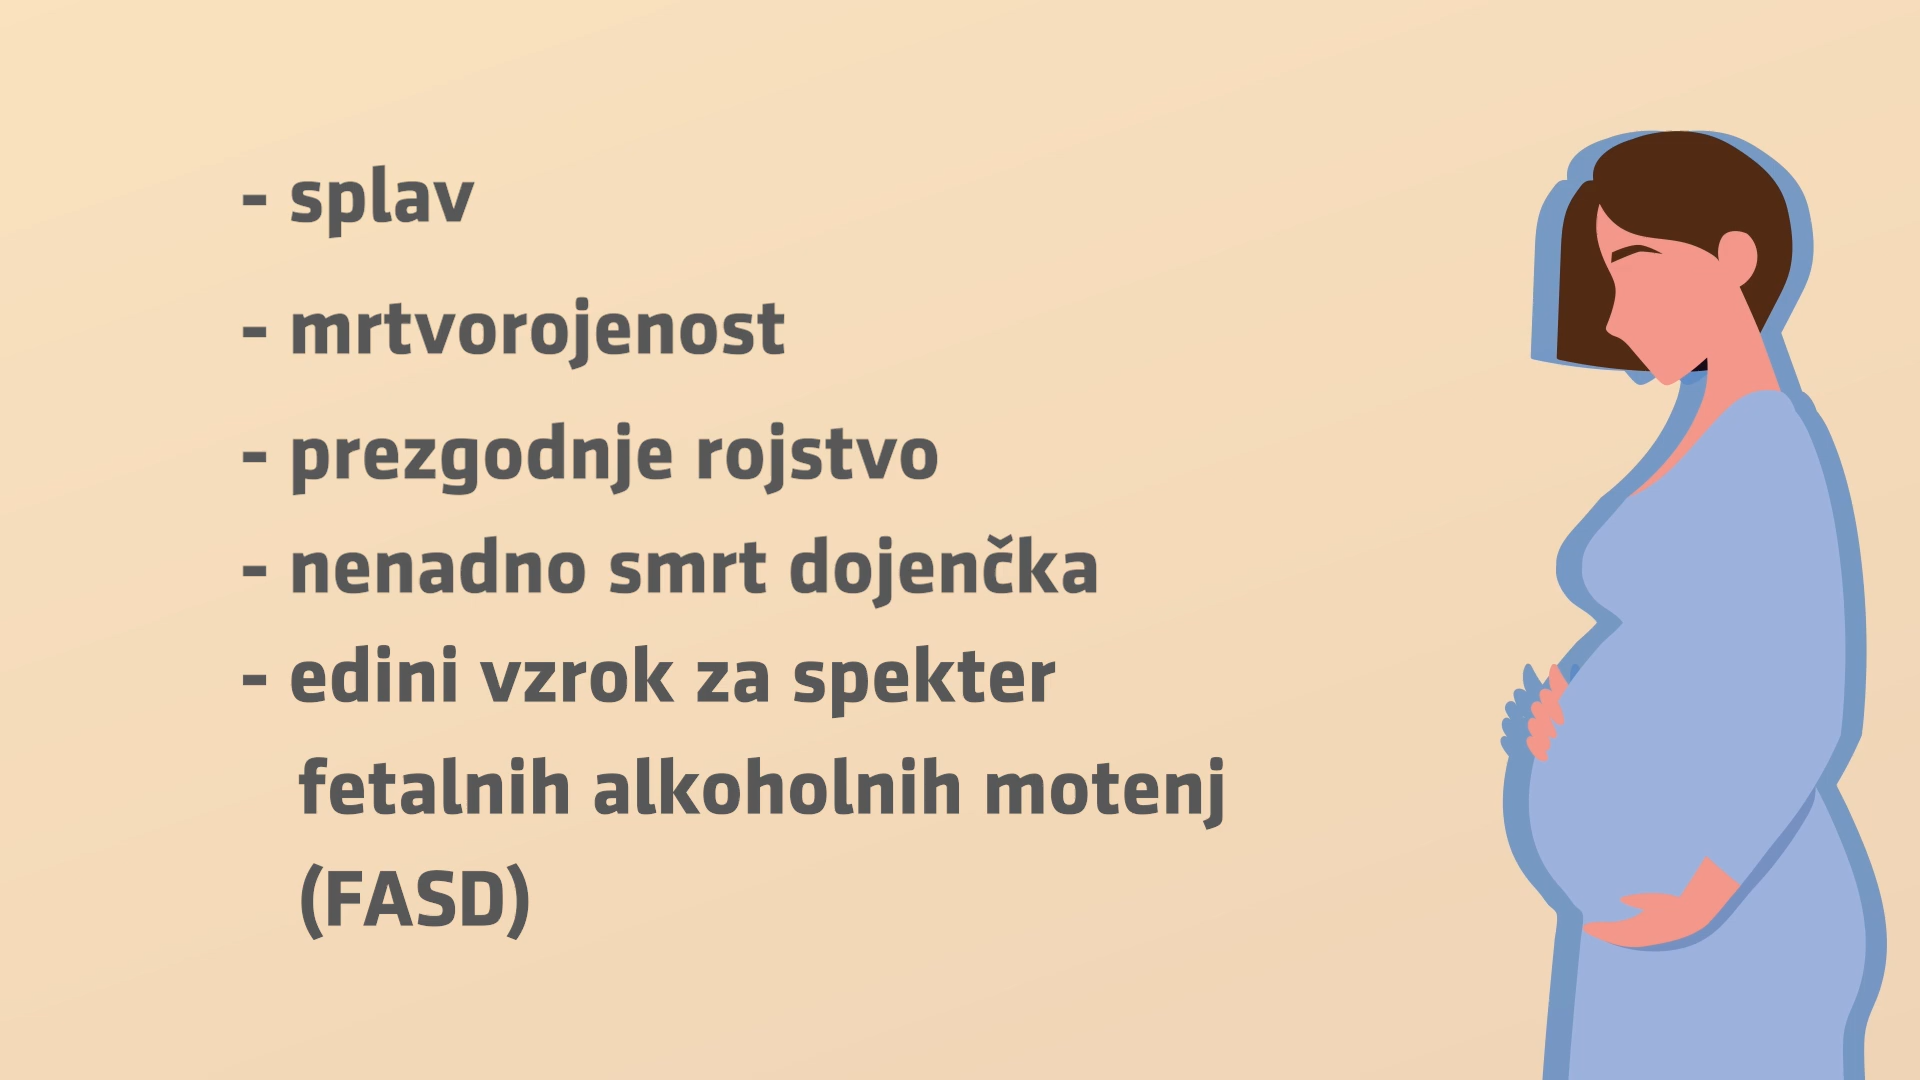 - splav
- mrtvorojenost
- prezgodnje rojstvo
- nenadno smrt dojenčka
- edini vzrok za spekter
fetalnih alkoholnih motenj
(FASD)